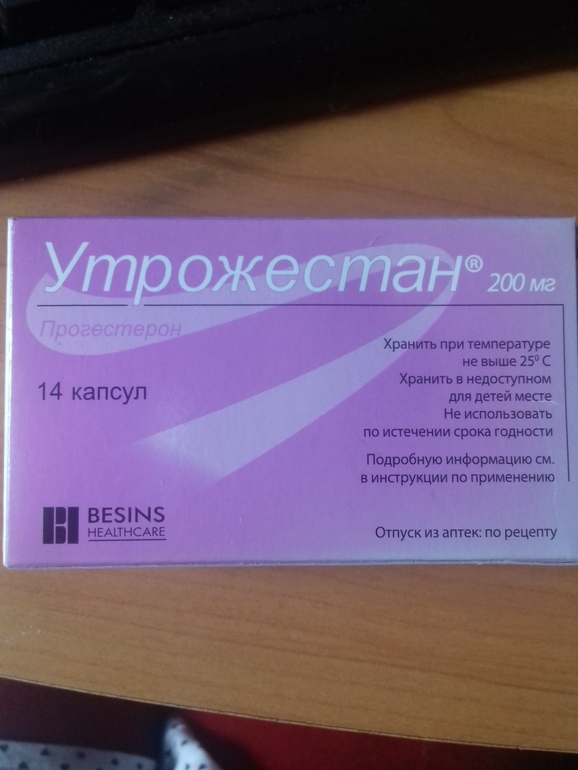 Утрожестан® 200 мг
Прогестерон
14 капсул
Хранить при температуре
не выше 25⁰ С
Хранить в недоступном
для детей месте
Не использовать
по истечении срока годности
Подробную информацию см.
в инструкции по применению
BESINS
HEALTHCARE
Отпуск из аптек: по рецепту